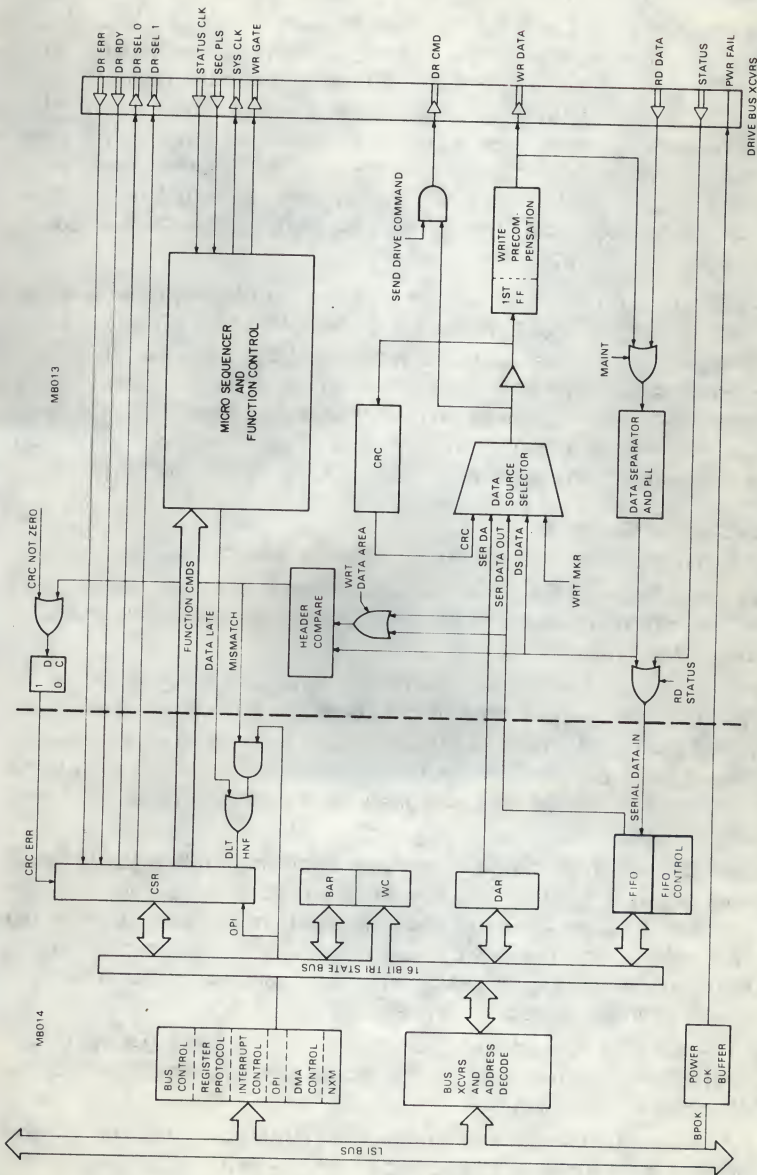 DR ERR
DR RDY
DR SEL 0
DR SEL 1
STATUS CLK
SEC PLS
SYS CLK
WR GATE
DR CMD
WR DATA
RD DATA
STATUS
PWR FAIL
DRIVE BUS XCVRS
M8013
CRC NOT ZERO
MICRO SEQUENCER
AND
FUNCTION CONTROL
SEND DRIVE COMMAND
1ST
FF
WRITE
PRECOM-
PENSATION
MAINT
CRC
DATA
SOURCE
SELECTOR
DATA SEPARATOR
AND PLL
1 D
0 C
FUNCTION CMDS
DATA LATE
MISMATCH
HEADER
COMPARE
WRT
DATA AREA
CRC
SER DA
SER DATA OUT
DS DATA
WRT MKR
RD
STATUS
CRC ERR
DLT
HNF
SERIAL DATA IN
CSR
OPI
BAR
WC
DAR
FIFO
FIFO
CONTROL
16 BIT TRI STATE BUS
M8014
BUS
CONTROL
REGISTER
PROTOCOL
INTERRUPT
CONTROL
OPI
DMA
CONTROL
NXM
BUS
XCVRS
AND
ADDRESS
DECODE
POWER
OK
BUFFER
BPOK
LSI BUS